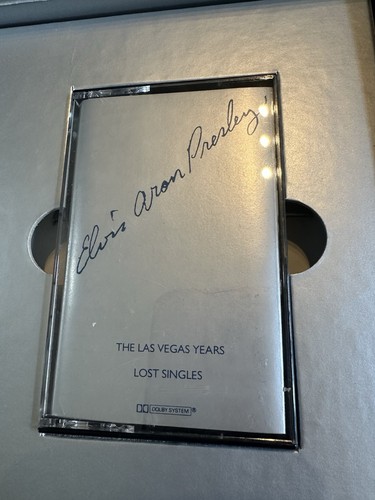 Elvis Aron Presley
THE LAS VEGAS YEARS
LOST SINGLES
DOLBY SYSTEM®